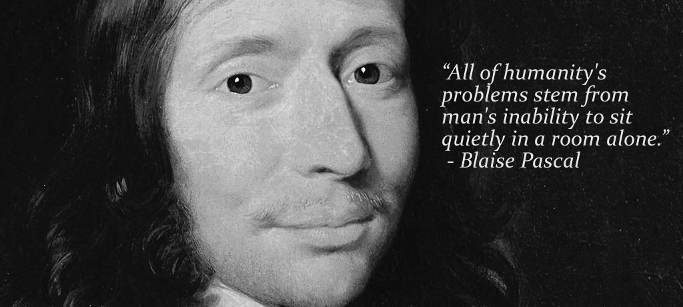 “All of humanity's
problems stem from
man's inability to sit
quietly in a room alone.”
- Blaise Pascal